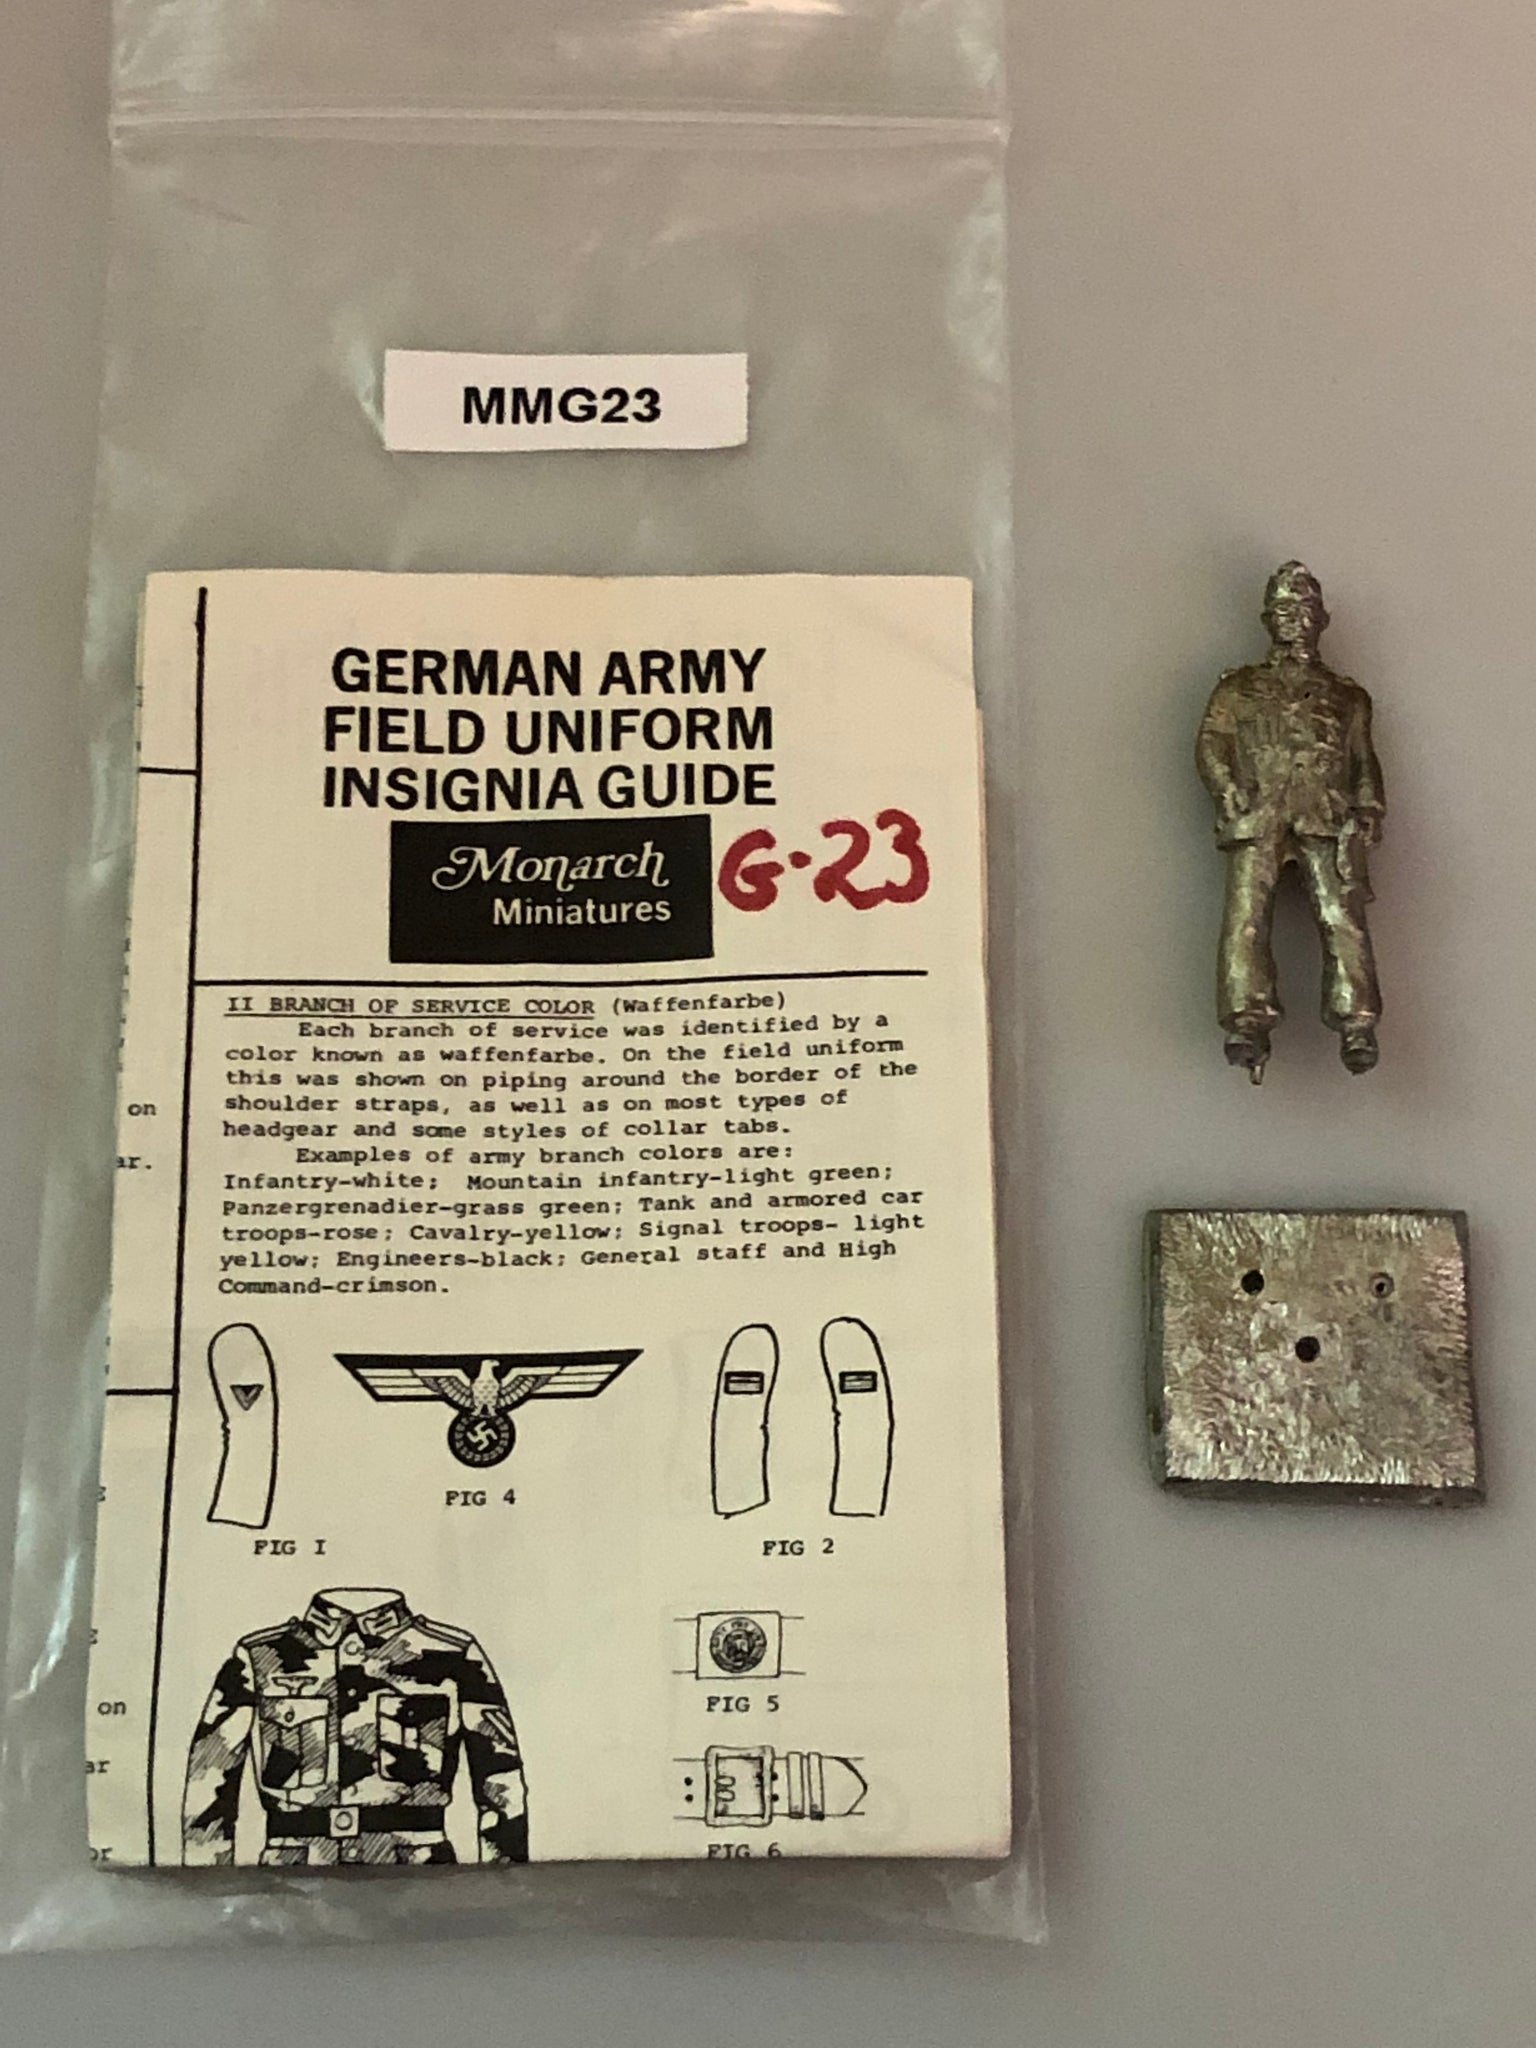 MMG23
GERMAN ARMY
FIELD UNIFORM
INSIGNIA GUIDE
Monarch
Miniatures
G-23
II BRANCH OF SERVICE COLOR (Waffenfarbe)
Each branch of service was identified by a
color known as waffenfarbe. On the field uniform
this was shown on piping around the border of the
shoulder straps, as well as on most types of
headgear and some styles of collar tabs.
Examples of army branch colors are:
Infantry-white; Mountain infantry-light green;
Panzergrenadier-grass green; Tank and armored car
troops-rose; Cavalry-yellow; Signal troops- light
yellow; Engineers-black; General staff and High
Command-crimson.
on
ar.
FIG 4
FIG I
FIG 2
FIG 5
on
ar
FIG 6
or